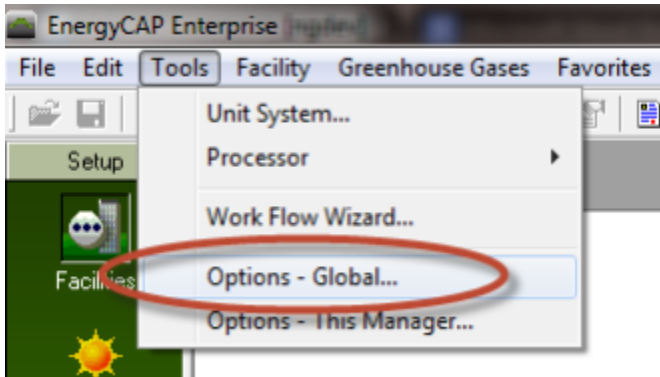 EnergyCAP Enterprise
File Edit Tools Facility Greenhouse Gases Favorites
Unit System...
Setup
Processor
Work Flow Wizard...
Facilities
Options - Global...
Options - This Manager...